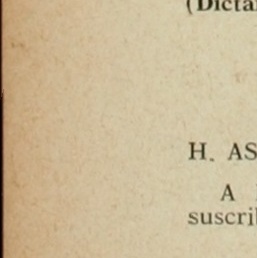 (Dicta
H. AS
A
suscri